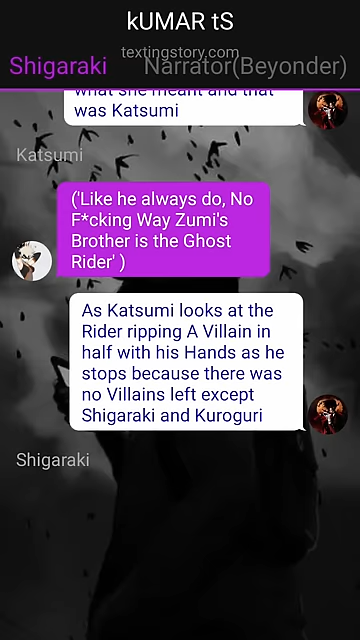 kUMAR tS
textingstory.com
Shigaraki
Narrator(Beyonder)
what she meant and that
was Katsumi
Katsumi
('Like he always do, No
F*cking Way Zumi's
Brother is the Ghost
Rider' )
As Katsumi looks at the
Rider ripping A Villain in
half with his Hands as he
stops because there was
no Villains left except
Shigaraki and Kuroguri
Shigaraki